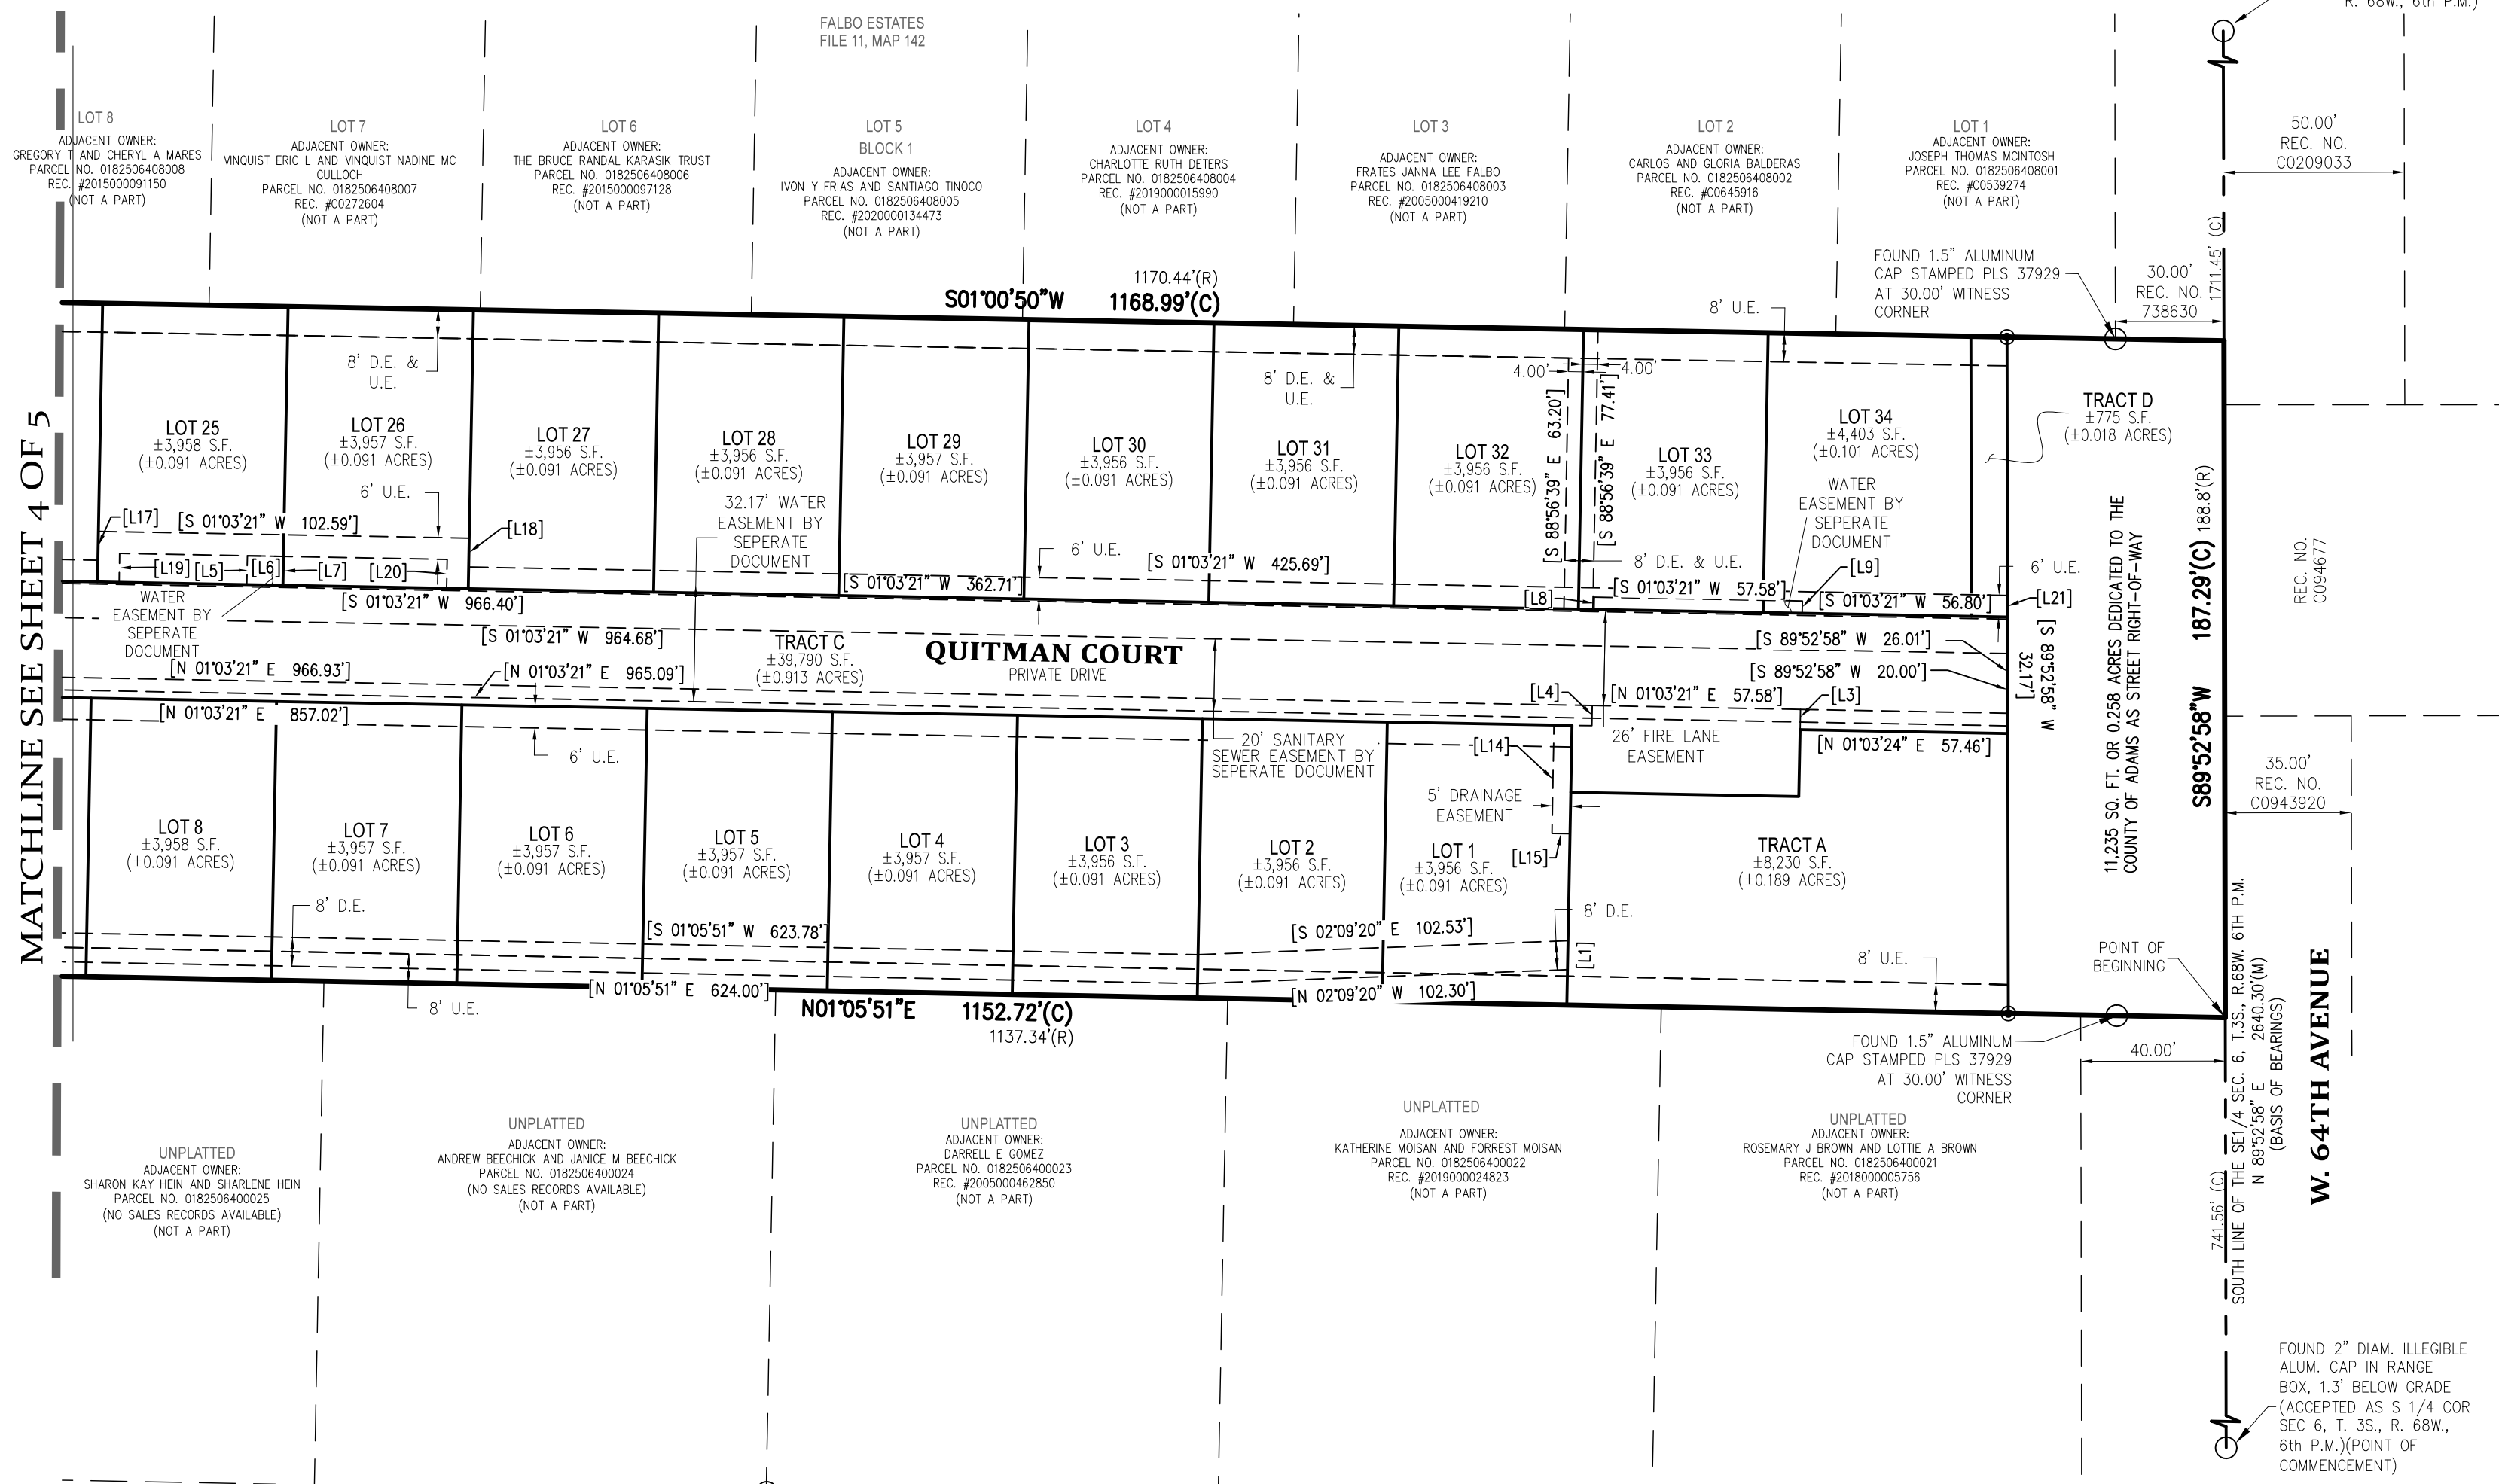 R. 68W., 6th P.M.)
FALBO ESTATES
FILE 11, MAP 142
LOT 8
ADJACENT OWNER:
GREGORY T AND CHERYL A MARES
PARCEL NO. 0182506408008
REC. #2015000091150
(NOT A PART)
LOT 7
ADJACENT OWNER:
VINQUIST ERIC L AND VINQUIST NADINE MC
CULLOCH
PARCEL NO. 0182506408007
REC. #C0272604
(NOT A PART)
LOT 6
ADJACENT OWNER:
THE BRUCE RANDAL KARASIK TRUST
PARCEL NO. 0182506408006
REC. #2015000097128
(NOT A PART)
LOT 5
BLOCK 1
ADJACENT OWNER:
IVON Y FRIAS AND SANTIAGO TINOCO
PARCEL NO. 0182506408005
REC. #2020000134473
(NOT A PART)
LOT 4
ADJACENT OWNER:
CHARLOTTE RUTH DETERS
PARCEL NO. 0182506408004
REC. #2019000015990
(NOT A PART)
LOT 3
ADJACENT OWNER:
FRATES JANNA LEE FALBO
PARCEL NO. 0182506408003
REC. #2005000419210
(NOT A PART)
LOT 2
ADJACENT OWNER:
CARLOS AND GLORIA BALDERAS
PARCEL NO. 0182506408002
REC. #C0645916
(NOT A PART)
LOT 1
ADJACENT OWNER:
JOSEPH THOMAS MCINTOSH
PARCEL NO. 0182506408001
REC. #C0539274
(NOT A PART)
50.00'
REC. NO.
C0209033
1711.45' (C)
FOUND 1.5" ALUMINUM
CAP STAMPED PLS 37929
AT 30.00' WITNESS
CORNER
30.00'
REC. NO.
738630
1170.44'(R)
S01°00'50"W 1168.99'(C)
8' U.E.
8' D.E. &
U.E.
8' D.E. &
U.E.
4.00'
4.00'
MATCHLINE SEE SHEET 4 OF 5
LOT 25
±3,958 S.F.
(±0.091 ACRES)
LOT 26
±3,957 S.F.
(±0.091 ACRES)
LOT 27
±3,956 S.F.
(±0.091 ACRES)
LOT 28
±3,956 S.F.
(±0.091 ACRES)
LOT 29
±3,957 S.F.
(±0.091 ACRES)
LOT 30
±3,956 S.F.
(±0.091 ACRES)
LOT 31
±3,956 S.F.
(±0.091 ACRES)
LOT 32
±3,956 S.F.
(±0.091 ACRES)
[S 88°56'39" E 63.20']
[S 88°56'39" E 77.41']
LOT 33
±3,956 S.F.
(±0.091 ACRES)
LOT 34
±4,403 S.F.
(±0.101 ACRES)
TRACT D
±775 S.F.
(±0.018 ACRES)
6' U.E.
[L17]
[S 01°03'21" W 102.59']
[L18]
32.17' WATER
EASEMENT BY
SEPERATE
DOCUMENT
6' U.E.
[S 01°03'21" W 425.69']
8' D.E. & U.E.
WATER
EASEMENT BY
SEPERATE
DOCUMENT
[L9]
6' U.E.
[L19]
[L5]
[L6]
[L7]
[L20]
[S 01°03'21" W 362.71']
[L8]
[S 01°03'21" W 57.58']
[S 01°03'21" W 56.80']
[L21]
WATER
EASEMENT BY
SEPERATE
DOCUMENT
[S 01°03'21" W 966.40']
[S 01°03'21" W 964.68']
TRACT C
±39,790 S.F.
(±0.913 ACRES)
QUITMAN COURT
PRIVATE DRIVE
[S 89°52'58" W 26.01']
[S 89°52'58" W 20.00']
[S 89°52'58" W
32.17']
[N 01°03'21" E 966.93']
[N 01°03'21" E 965.09']
[L4]
[N 01°03'21" E 57.58']
[L3]
[N 01°03'21" E 857.02']
6' U.E.
20' SANITARY
SEWER EASEMENT BY
SEPERATE DOCUMENT
[L14]
26' FIRE LANE
EASEMENT
[N 01°03'24" E 57.46']
5' DRAINAGE
EASEMENT
[L15]
11,235 SQ. FT. OR 0.258 ACRES DEDICATED TO THE
COUNTY OF ADAMS AS STREET RIGHT-OF-WAY
S89°52'58"W 187.29'(C) 188.8'(R)
REC. NO.
C094677
35.00'
REC. NO.
C0943920
LOT 8
±3,958 S.F.
(±0.091 ACRES)
LOT 7
±3,957 S.F.
(±0.091 ACRES)
LOT 6
±3,957 S.F.
(±0.091 ACRES)
LOT 5
±3,957 S.F.
(±0.091 ACRES)
LOT 4
±3,957 S.F.
(±0.091 ACRES)
LOT 3
±3,956 S.F.
(±0.091 ACRES)
LOT 2
±3,956 S.F.
(±0.091 ACRES)
LOT 1
±3,956 S.F.
(±0.091 ACRES)
TRACT A
±8,230 S.F.
(±0.189 ACRES)
8' D.E.
[S 01°05'51" W 623.78']
[S 02°09'20" E 102.53']
8' D.E.
[L1]
8' U.E.
POINT OF
BEGINNING
8' U.E.
[N 01°05'51" E 624.00']
[N 02°09'20" W 102.30']
N01°05'51"E 1152.72'(C)
1137.34'(R)
FOUND 1.5" ALUMINUM
CAP STAMPED PLS 37929
AT 30.00' WITNESS
CORNER
40.00'
741.56' (C)
SOUTH LINE OF THE SE1/4 SEC. 6, T.3S., R.68W. 6TH P.M.
N 89°52'58" E 2640.30'(M)
(BASIS OF BEARINGS)
W. 64TH AVENUE
UNPLATTED
ADJACENT OWNER:
SHARON KAY HEIN AND SHARLENE HEIN
PARCEL NO. 0182506400025
(NO SALES RECORDS AVAILABLE)
(NOT A PART)
UNPLATTED
ADJACENT OWNER:
ANDREW BEECHICK AND JANICE M BEECHICK
PARCEL NO. 0182506400024
(NO SALES RECORDS AVAILABLE)
(NOT A PART)
UNPLATTED
ADJACENT OWNER:
DARRELL E GOMEZ
PARCEL NO. 0182506400023
REC. #2005000462850
(NOT A PART)
UNPLATTED
ADJACENT OWNER:
KATHERINE MOISAN AND FORREST MOISAN
PARCEL NO. 0182506400022
REC. #2019000024823
(NOT A PART)
UNPLATTED
ADJACENT OWNER:
ROSEMARY J BROWN AND LOTTIE A BROWN
PARCEL NO. 0182506400021
REC. #2018000005756
(NOT A PART)
FOUND 2" DIAM. ILLEGIBLE
ALUM. CAP IN RANGE
BOX, 1.3' BELOW GRADE
(ACCEPTED AS S 1/4 COR
SEC 6, T. 3S., R. 68W.,
6th P.M.)(POINT OF
COMMENCEMENT)